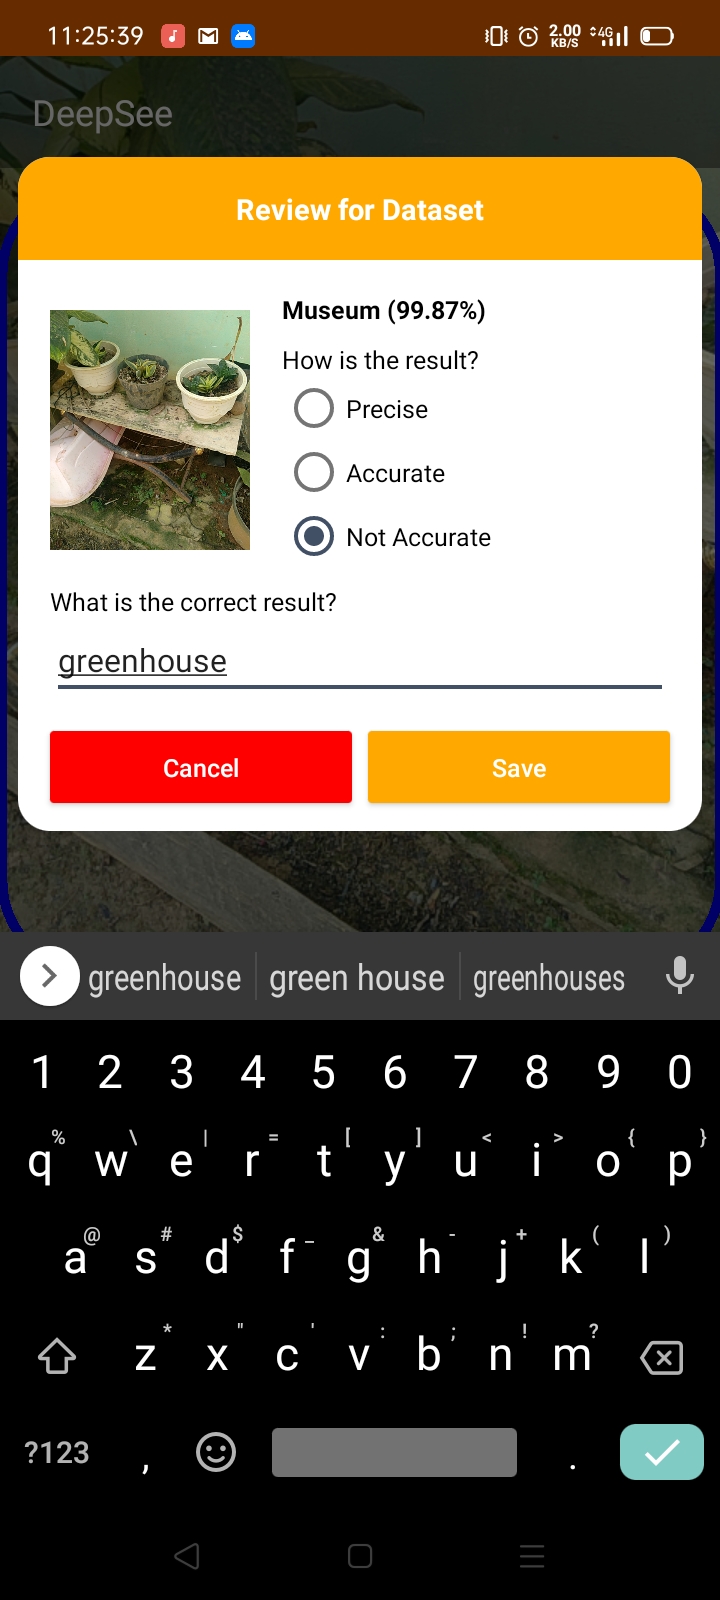 11:25:39 2.00 KB/S 4G
DeepSee
Review for Dataset
Museum (99.87%)
How is the result?
Precise
Accurate
Not Accurate
What is the correct result?
greenhouse
Cancel Save
greenhouse green house greenhouses
1 2 3 4 5 6 7 8 9 0
% \ | = [ ] < > { }
q w e r t y u i o p
@ # $ _ & - + ( )
a s d f g h j k l
* " ' : ; ! ?
z x c v b n m
?123 , .